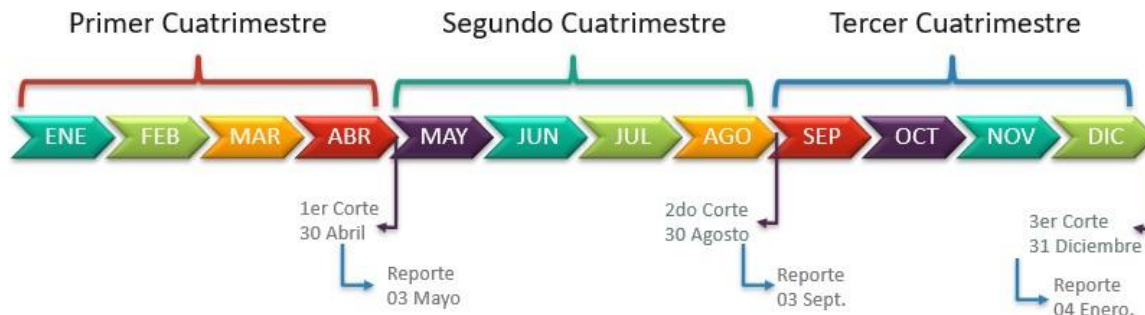 Primer Cuatrimestre
Segundo Cuatrimestre
Tercer Cuatrimestre
ENE
FEB
MAR
ABR
MAY
JUN
JUL
AGO
SEP
OCT
NOV
DIC
1er Corte
30 Abril
Reporte
03 Mayo
2do Corte
30 Agosto
Reporte
03 Sept.
3er Corte
31 Diciembre
Reporte
04 Enero.